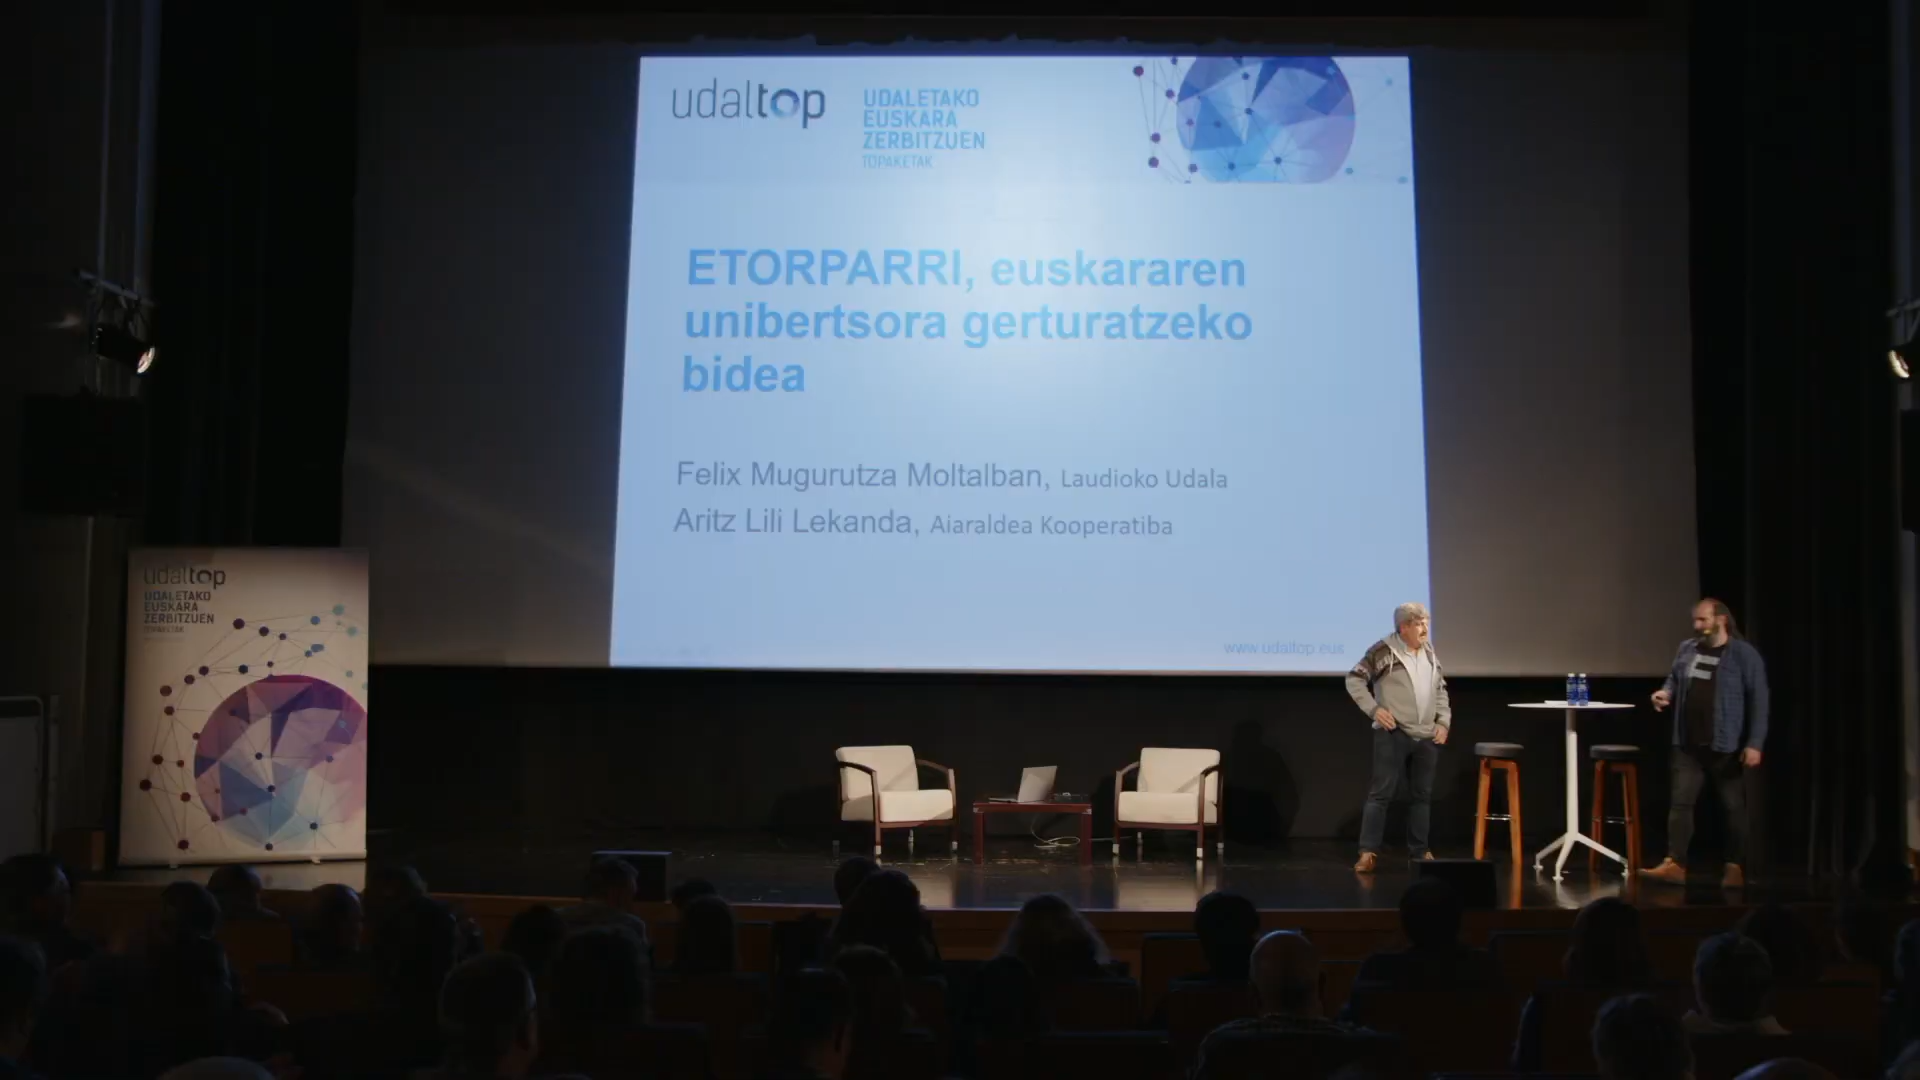 udaltop
UDALETAKO
EUSKARA
ZERBITZUEN
TOPAKETAK
ETORPARRI, euskararen
unibertsora gerturatzeko
bidea
Felix Mugurutza Moltalban, Laudioko Udala
Aritz Lili Lekanda, Aiaraldea Kooperatiba
www.udaltop.eus
udaltop
UDALETAKO
EUSKARA
ZERBITZUEN
TOPAKETAK